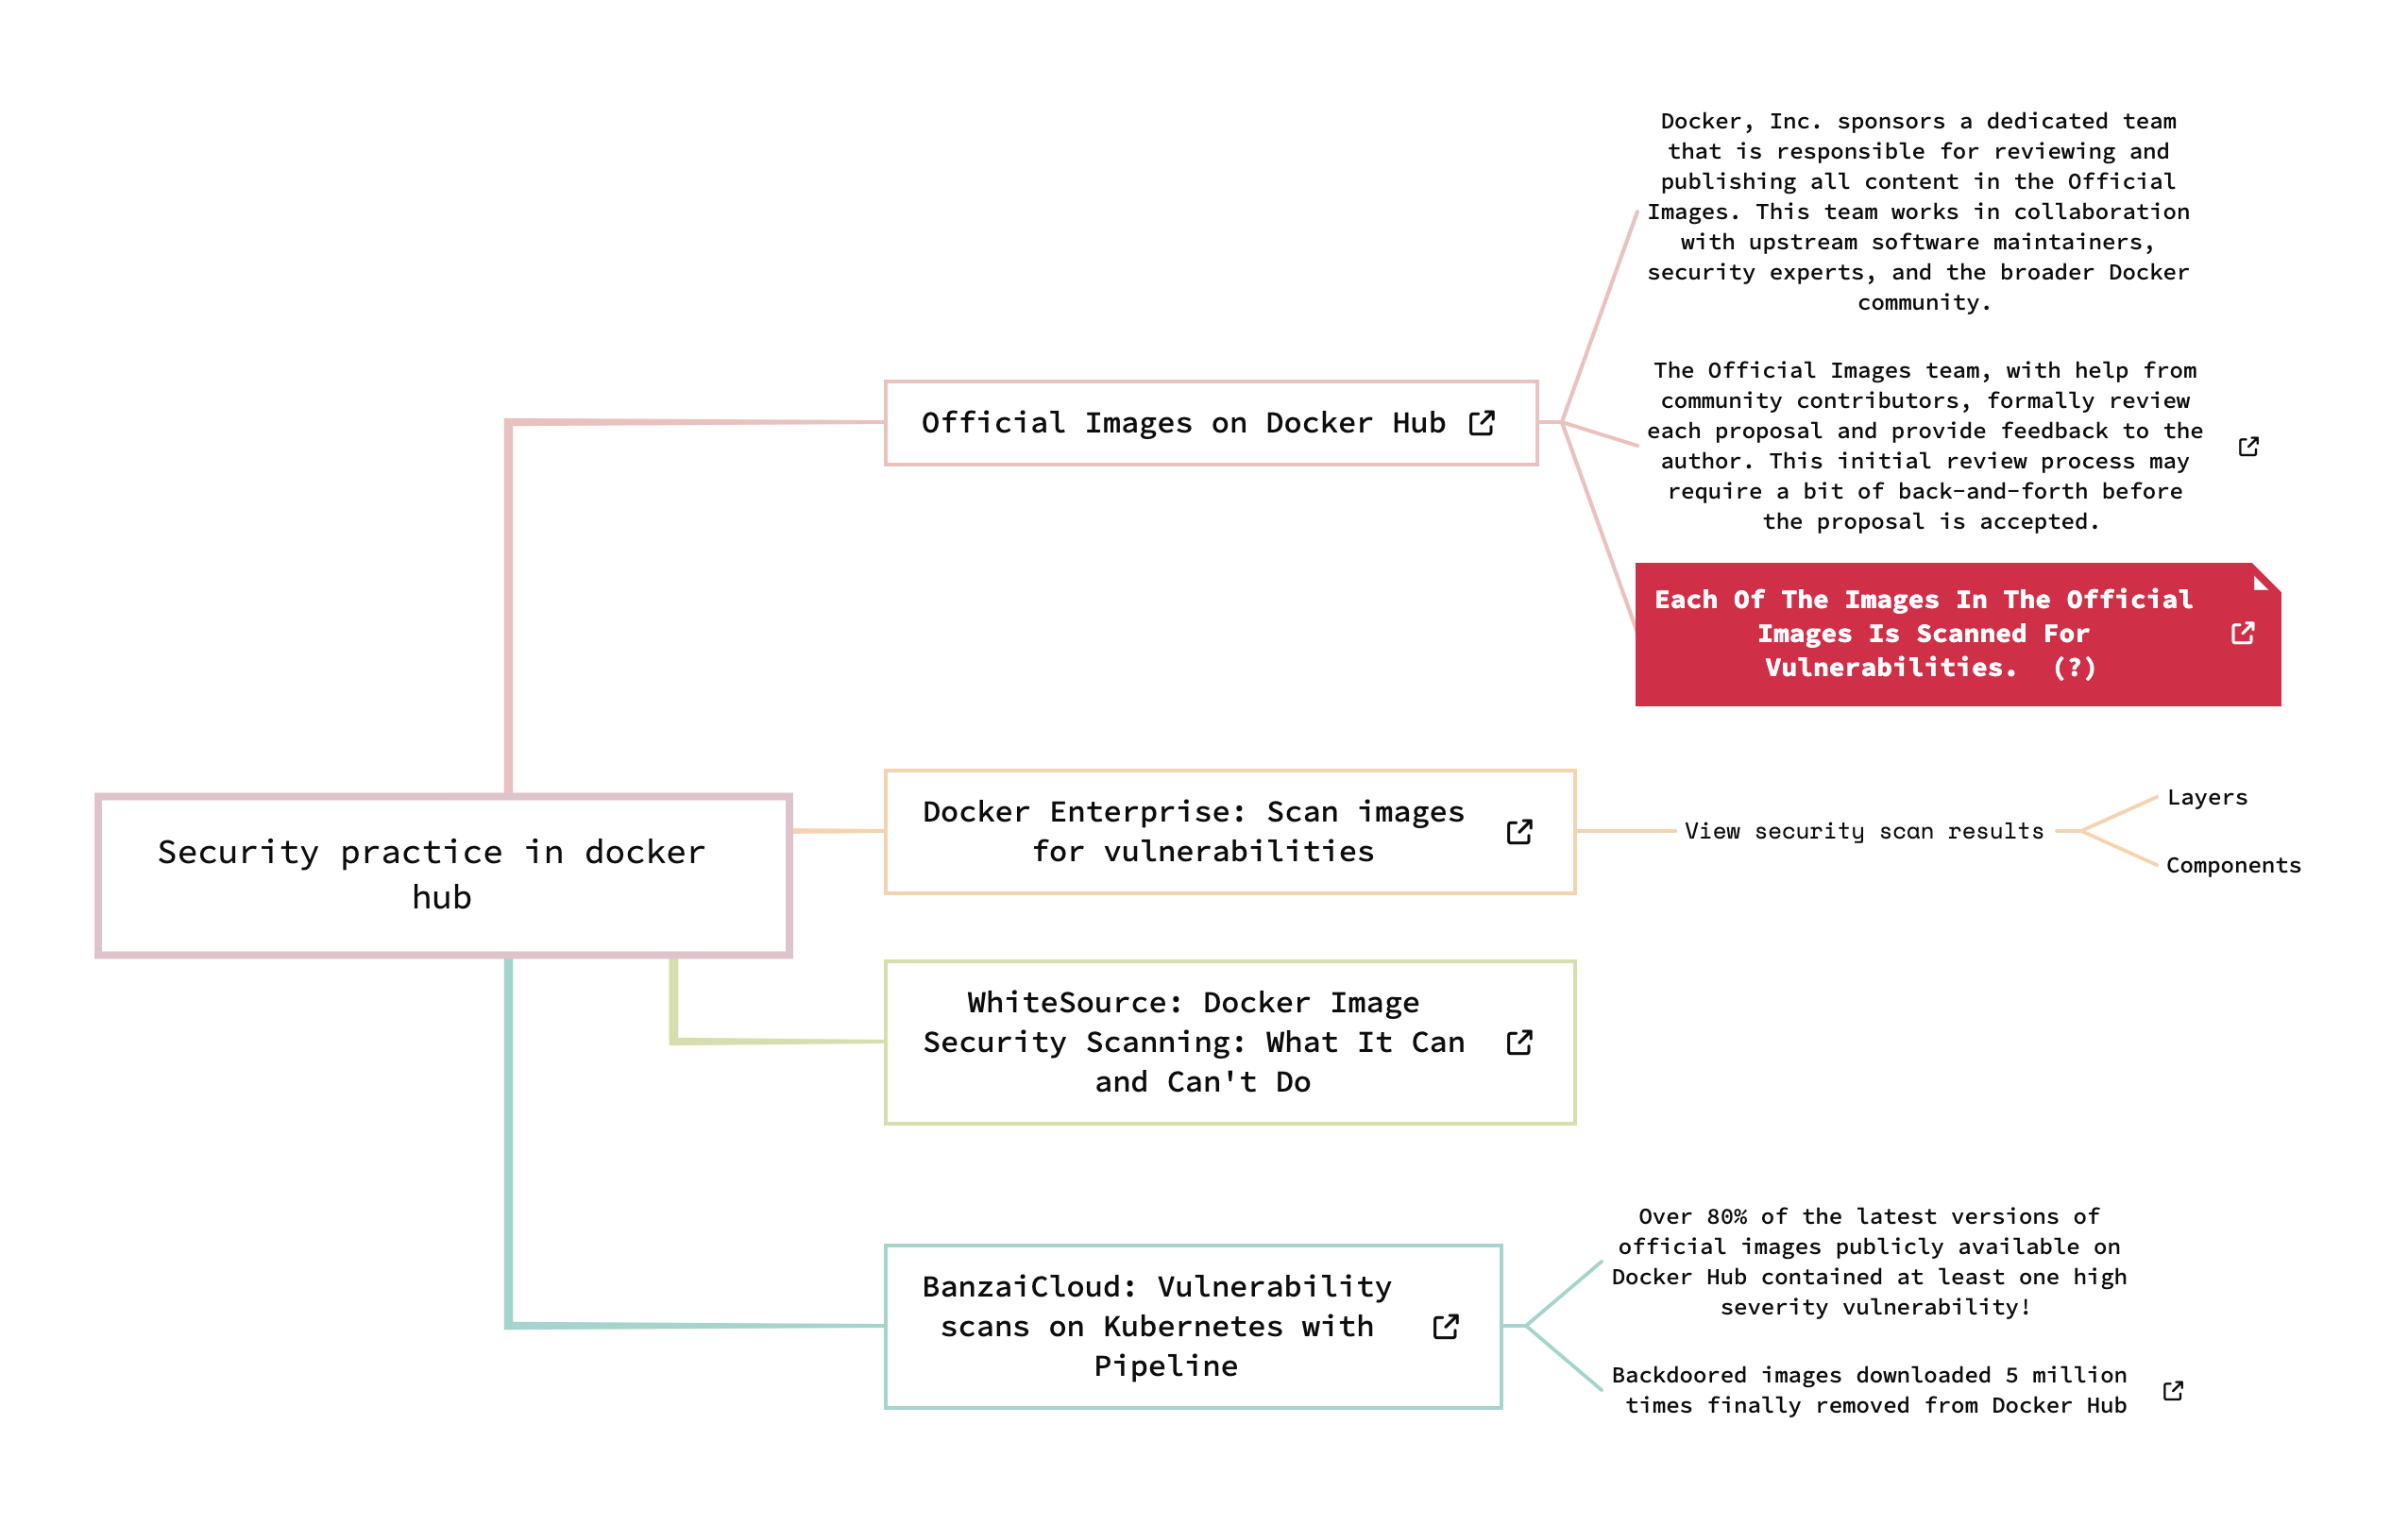 Docker, Inc. sponsors a dedicated team
that is responsible for reviewing and
publishing all content in the Official
Images. This team works in collaboration
with upstream software maintainers,
security experts, and the broader Docker
community.
The Official Images team, with help from
community contributors, formally review
each proposal and provide feedback to the
author. This initial review process may
require a bit of back-and-forth before
the proposal is accepted.
Official Images on Docker Hub
Each Of The Images In The Official
Images Is Scanned For
Vulnerabilities. (?)
Security practice in docker
hub
Docker Enterprise: Scan images
for vulnerabilities
View security scan results
Layers
Components
WhiteSource: Docker Image
Security Scanning: What It Can
and Can't Do
BanzaiCloud: Vulnerability
scans on Kubernetes with
Pipeline
Over 80% of the latest versions of
official images publicly available on
Docker Hub contained at least one high
severity vulnerability!
Backdoored images downloaded 5 million
times finally removed from Docker Hub